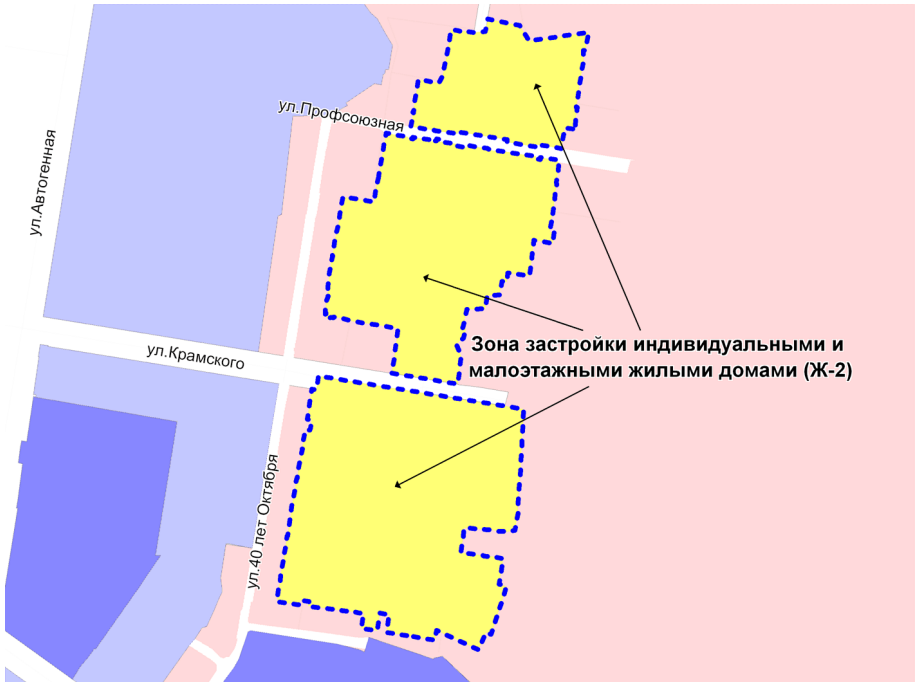 ул.Профсоюзная
ул.Автогенная
ул.Крамского
Зона застройки индивидуальными и
малоэтажными жилыми домами (Ж-2)
ул.40 лет Октября